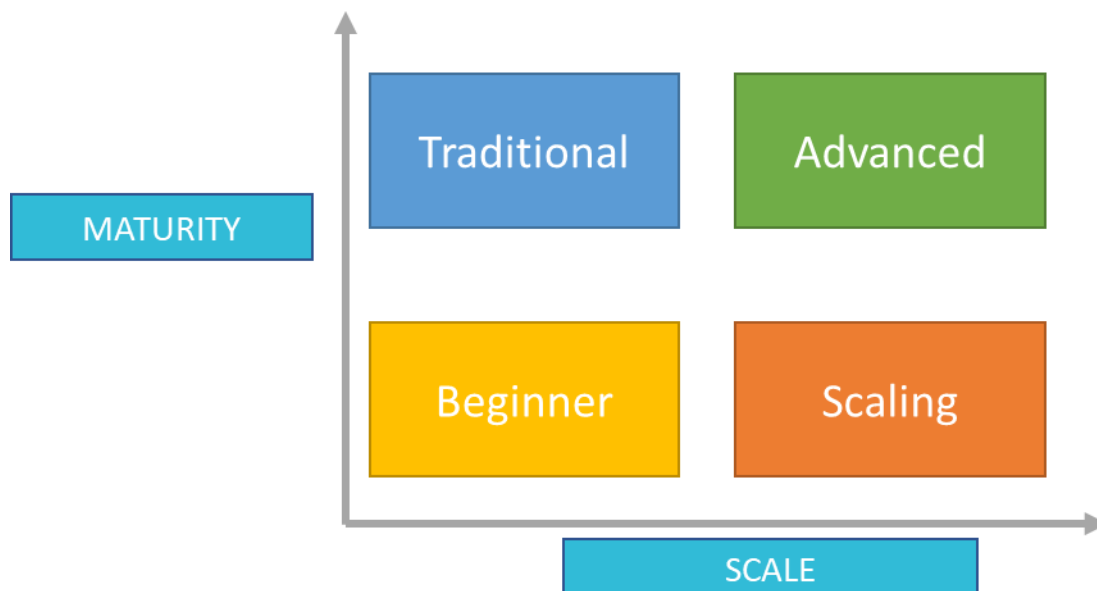 Traditional
Advanced
MATURITY
Beginner
Scaling
SCALE